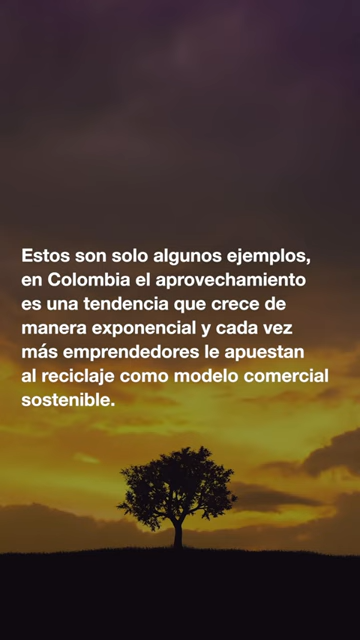 Estos son solo algunos ejemplos,
en Colombia el aprovechamiento
es una tendencia que crece de
manera exponencial y cada vez
más emprendedores le apuestan
al reciclaje como modelo comercial
sostenible.